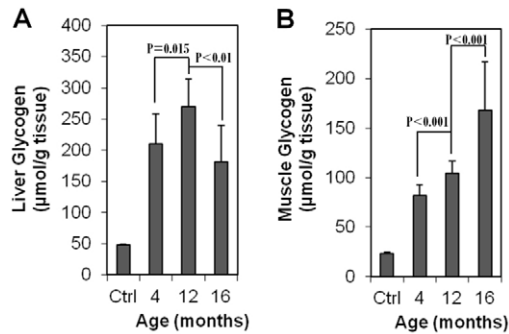 A
Liver Glycogen
(µmol/g tissue)
400
350
300
250
200
150
100
50
0
P=0.015
P<0.01
Ctrl 4 12 16
Age (months)
B
Muscle Glycogen
(µmol/g tissue)
250
200
150
100
50
0
P<0.001
P<0.001
Ctrl 4 12 16
Age (months)